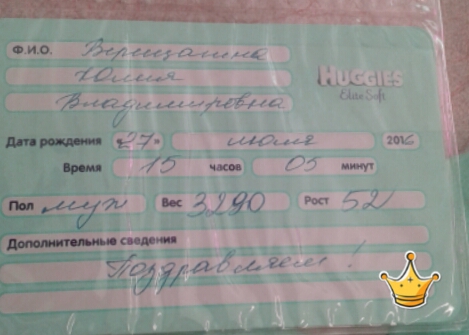 Ф.И.О. Верещагина
Юлия
HUGGIES
Elite Soft
Владимировна
Дата рождения «27» июля 2016
Время 15 часов 05 минут
Пол муж Вес 3290 Рост 52
Дополнительные сведения
Поздравляем!